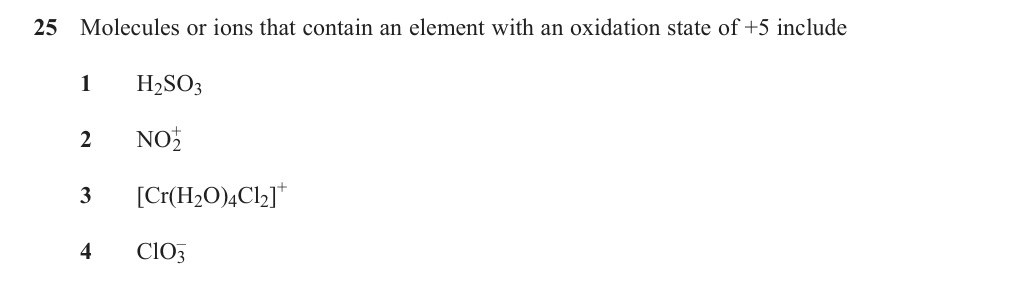 25 Molecules or ions that contain an element with an oxidation state of +5 include
1 H₂SO₃
2 NO₂⁺
3 [Cr(H₂O)₄Cl₂]⁺
4 ClO₃⁻